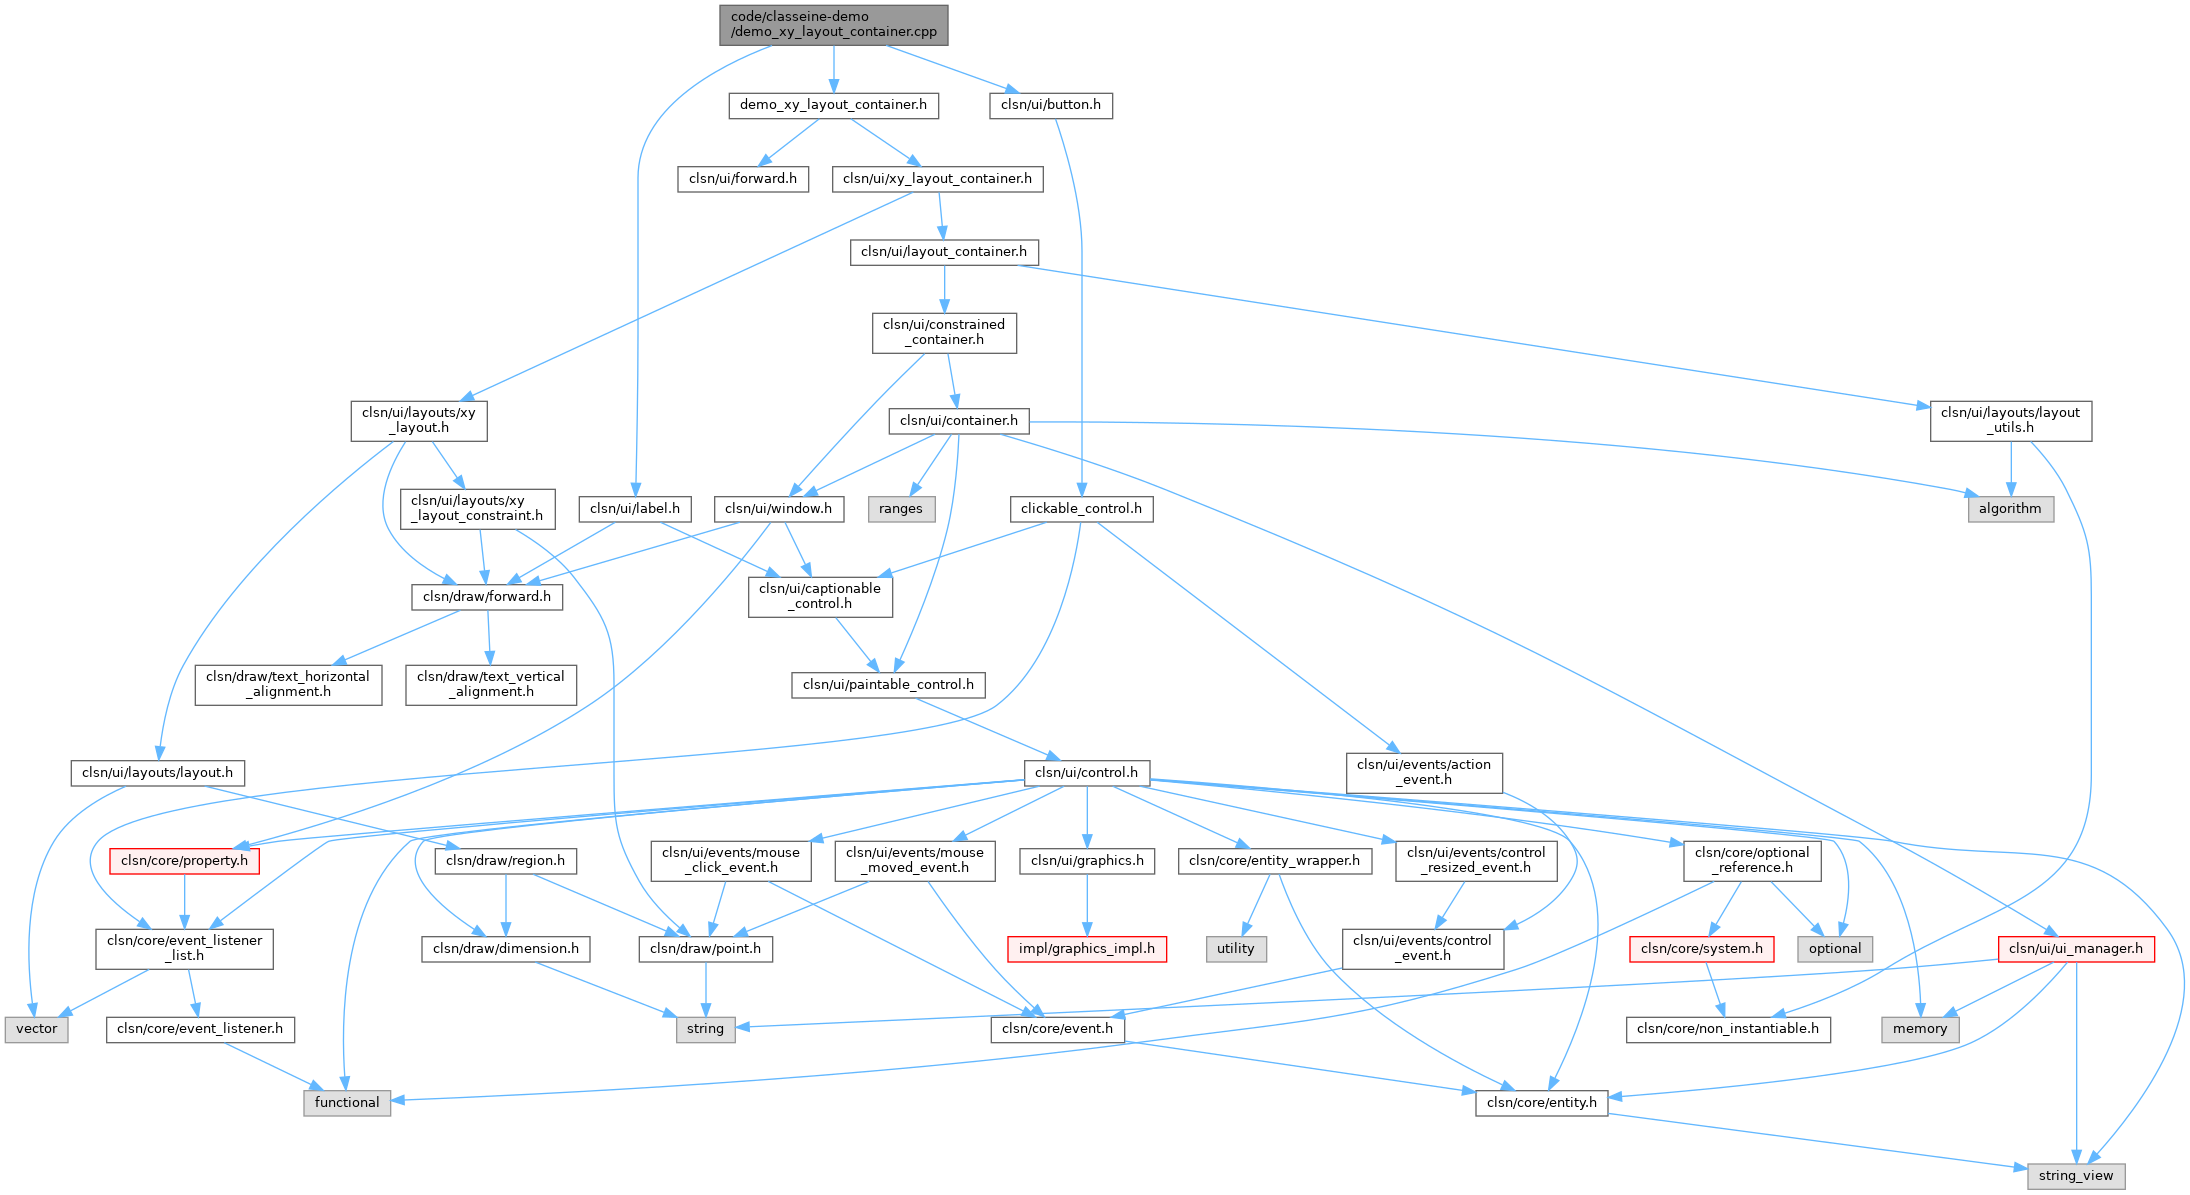 code/classeine-demo
/demo_xy_layout_container.cpp
demo_xy_layout_container.h
clsn/ui/button.h
clsn/ui/forward.h
clsn/ui/xy_layout_container.h
clsn/ui/layout_container.h
clsn/ui/constrained
_container.h
clsn/ui/layouts/xy
_layout.h
clsn/ui/container.h
clsn/ui/layouts/layout
_utils.h
clsn/ui/layouts/xy
_layout_constraint.h
clsn/ui/label.h
clsn/ui/window.h
ranges
clickable_control.h
algorithm
clsn/draw/forward.h
clsn/ui/captionable
_control.h
clsn/draw/text_horizontal
_alignment.h
clsn/draw/text_vertical
_alignment.h
clsn/ui/paintable_control.h
clsn/ui/layouts/layout.h
clsn/ui/control.h
clsn/ui/events/action
_event.h
clsn/core/property.h
clsn/draw/region.h
clsn/ui/events/mouse
_click_event.h
clsn/ui/events/mouse
_moved_event.h
clsn/ui/graphics.h
clsn/core/entity_wrapper.h
clsn/ui/events/control
_resized_event.h
clsn/core/optional
_reference.h
clsn/core/event_listener
_list.h
clsn/draw/dimension.h
clsn/draw/point.h
impl/graphics_impl.h
utility
clsn/ui/events/control
_event.h
clsn/core/system.h
optional
clsn/ui/ui_manager.h
vector
clsn/core/event_listener.h
string
clsn/core/event.h
clsn/core/non_instantiable.h
memory
functional
clsn/core/entity.h
string_view